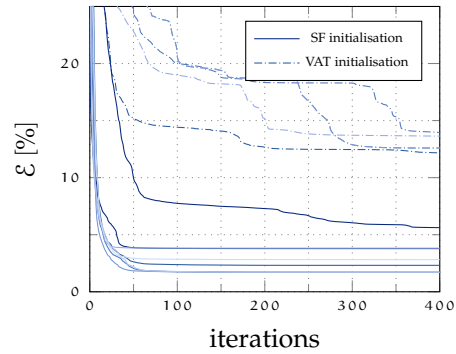 20
SF initialisation
VAT initialisation
ℰ [%]
10
0
0 100 200 300 400
iterations